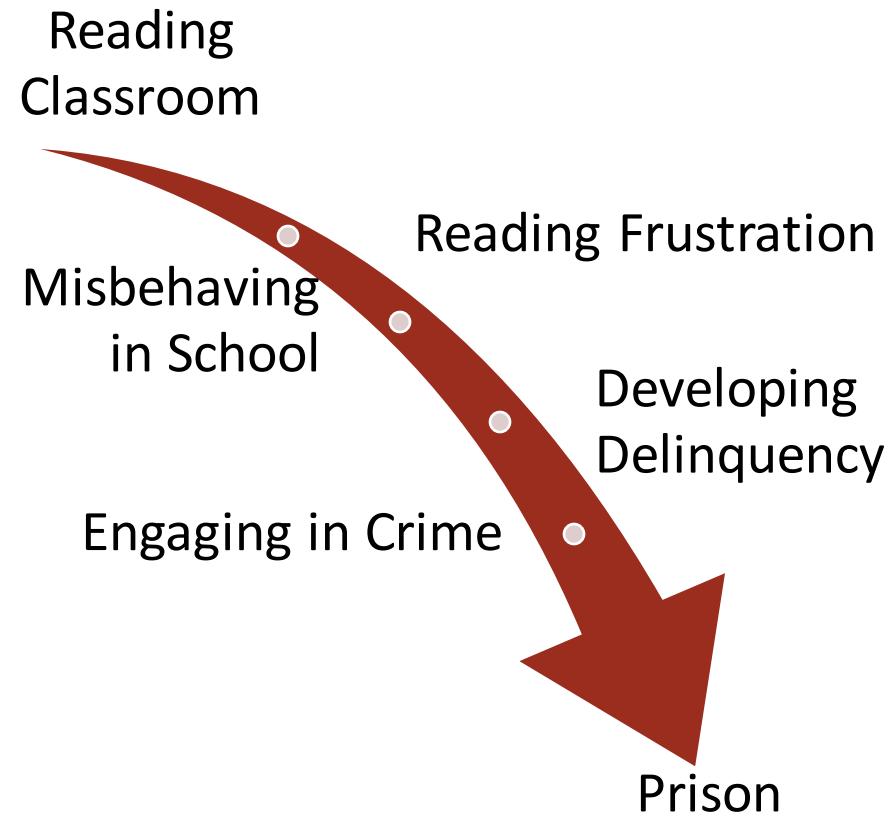 Reading
Classroom
Reading Frustration
Misbehaving
in School
Developing
Delinquency
Engaging in Crime
Prison